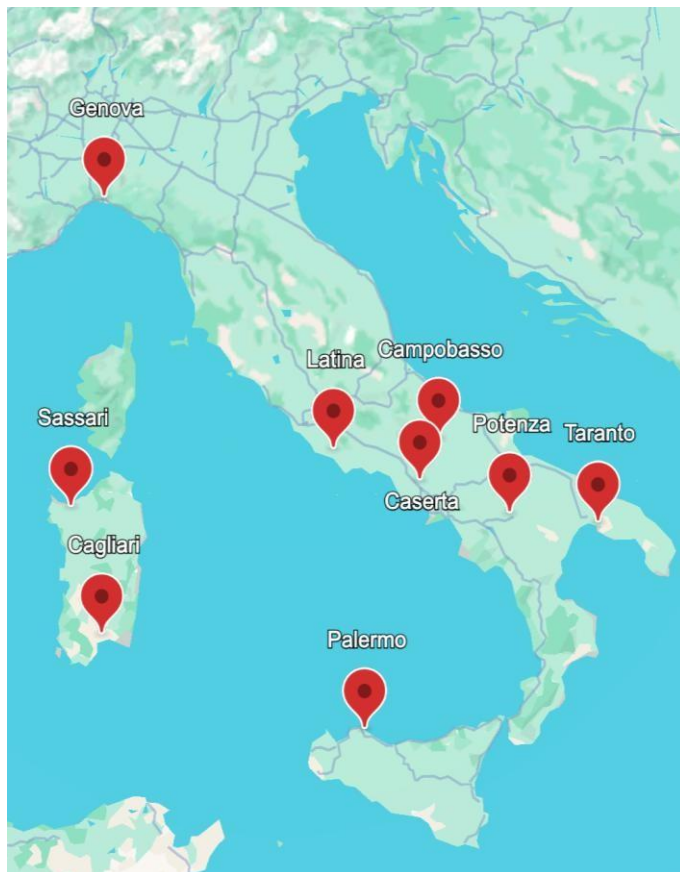 Genova
Campobasso
Latina
Sassari
Potenza
Taranto
Caserta
Cagliari
Palermo